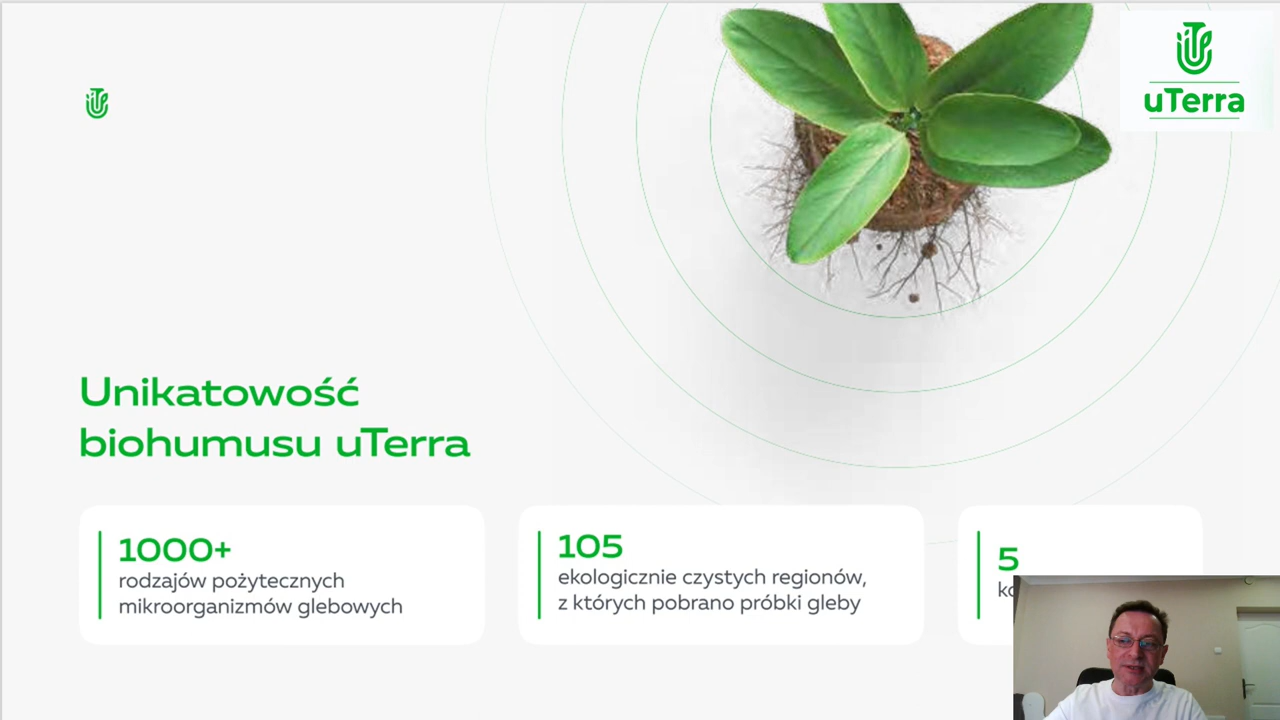 uTerra
Unikatowość
biohumusu uTerra
1000+
rodzajów pożytecznych
mikroorganizmów glebowych
105
ekologicznie czystych regionów,
z których pobrano próbki gleby
5